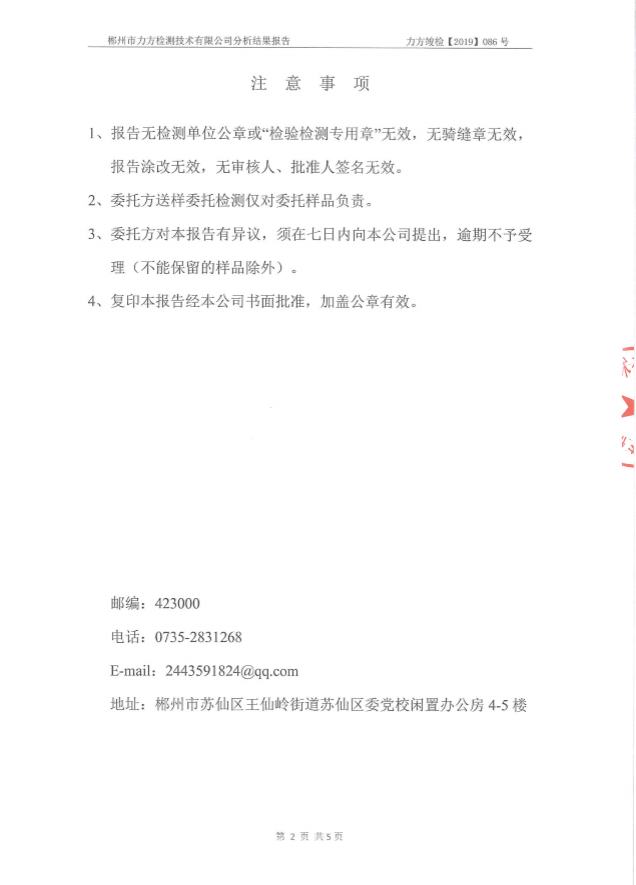 郴州市力方检测技术有限公司分析结果报告 力方竣检【2019】086 号
注 意 事 项
1、报告无检测单位公章或“检验检测专用章”无效，无骑缝章无效，
报告涂改无效，无审核人、批准人签名无效。
2、委托方送样委托检测仅对委托样品负责。
3、委托方对本报告有异议，须在七日内向本公司提出，逾期不予受
理（不能保留的样品除外）。
4、复印本报告经本公司书面批准，加盖公章有效。
邮编：423000
电话：0735-2831268
E-mail：2443591824@qq.com
地址：郴州市苏仙区王仙岭街道苏仙区委党校闲置办公房 4-5 楼
第 2 页 共 5 页